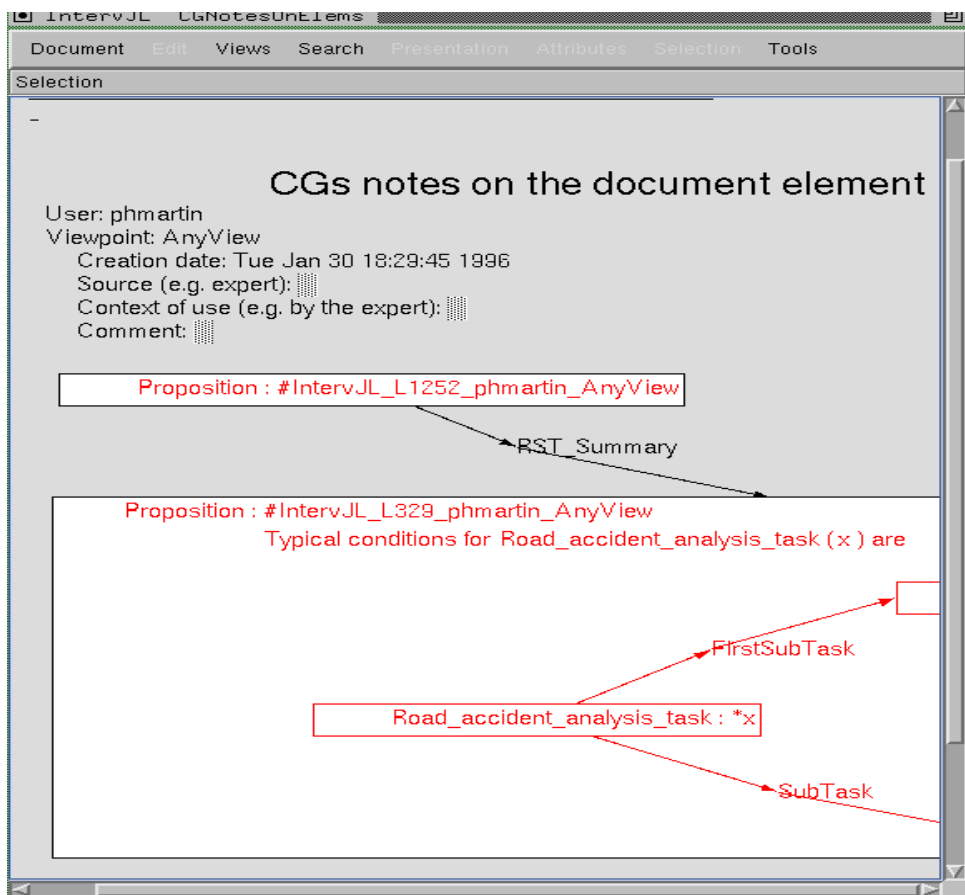 IntervJL CGNotesOnElems
Document Edit Views Search Presentation Attributes Selection Tools
Selection
CGs notes on the document element
User: phmartin
Viewpoint: AnyView
Creation date: Tue Jan 30 18:29:45 1996
Source (e.g. expert):
Context of use (e.g. by the expert):
Comment:
Proposition : #IntervJL_L1252_phmartin_AnyView
RST_Summary
Proposition : #IntervJL_L329_phmartin_AnyView
Typical conditions for Road_accident_analysis_task ( x ) are
FirstSubTask
Road_accident_analysis_task : *x
SubTask